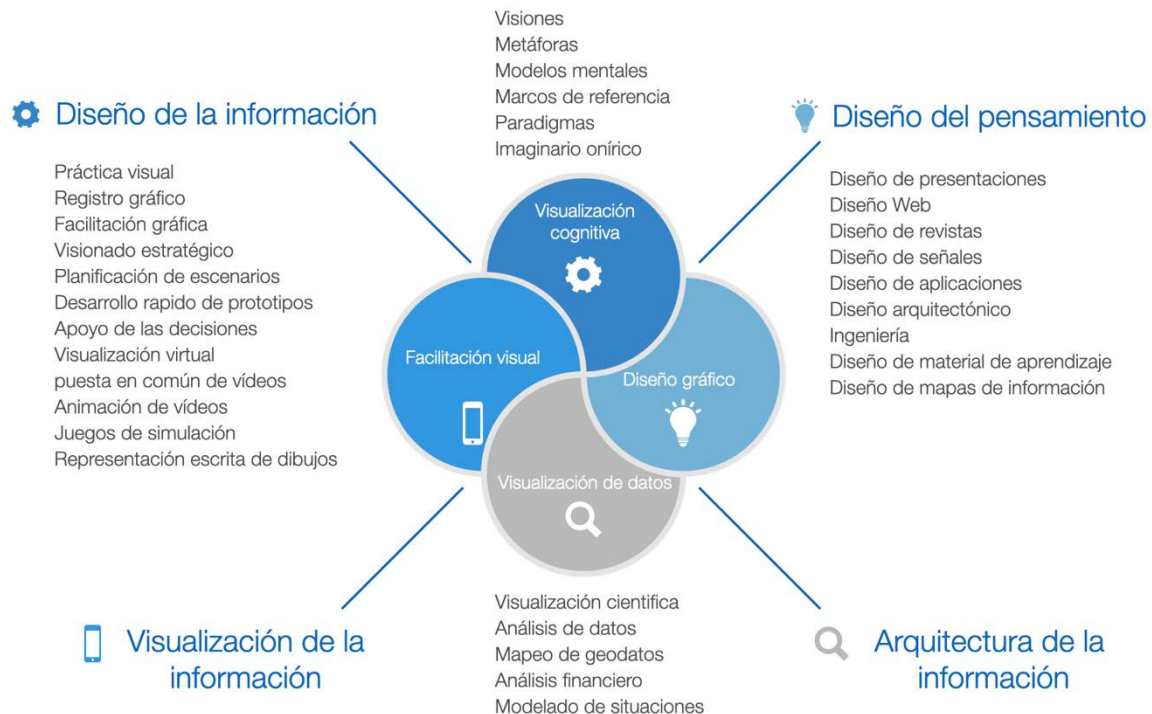 Visiones
Metáforas
Modelos mentales
Marcos de referencia
Paradigmas
Imaginario onírico
Diseño de la información
Práctica visual
Registro gráfico
Facilitación gráfica
Visionado estratégico
Planificación de escenarios
Desarrollo rapido de prototipos
Apoyo de las decisiones
Visualización virtual
puesta en común de vídeos
Animación de vídeos
Juegos de simulación
Representación escrita de dibujos
Diseño del pensamiento
Diseño de presentaciones
Diseño Web
Diseño de revistas
Diseño de señales
Diseño de aplicaciones
Diseño arquitectónico
Ingeniería
Diseño de material de aprendizaje
Diseño de mapas de información
Visualización
cognitiva
Facilitación visual
Diseño gráfico
Visualización de datos
Visualización de la
información
Visualización cientifica
Análisis de datos
Mapeo de geodatos
Análisis financiero
Modelado de situaciones
Arquitectura de la
información